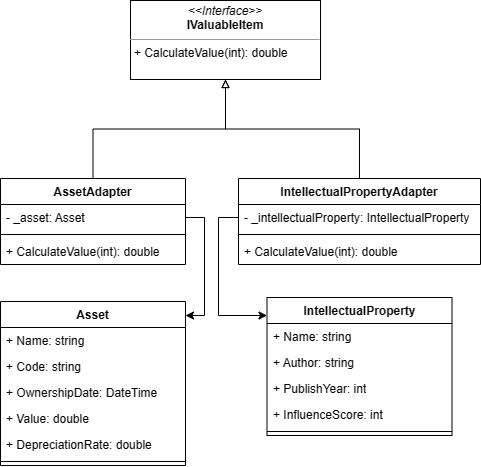 <<Interface>>
IValuableItem
+ CalculateValue(int): double
AssetAdapter
- _asset: Asset
+ CalculateValue(int): double
IntellectualPropertyAdapter
- _intellectualProperty: IntellectualProperty
+ CalculateValue(int): double
Asset
+ Name: string
+ Code: string
+ OwnershipDate: DateTime
+ Value: double
+ DepreciationRate: double
IntellectualProperty
+ Name: string
+ Author: string
+ PublishYear: int
+ InfluenceScore: int